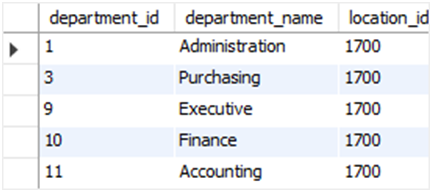 department_id department_name location_id
1 Administration 1700
3 Purchasing 1700
9 Executive 1700
10 Finance 1700
11 Accounting 1700